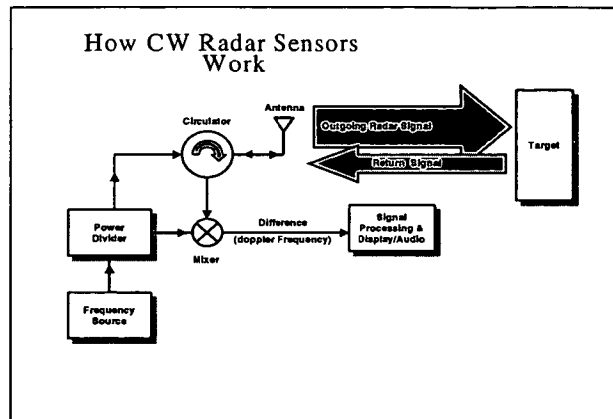 How CW Radar Sensors
Work
Antenna
Circulator
Outgoing Radar Signal
Return Signal
Target
Power
Divider
Difference
(doppler Frequency)
Mixer
Signal
Processing &
Display/Audio
Frequency
Source